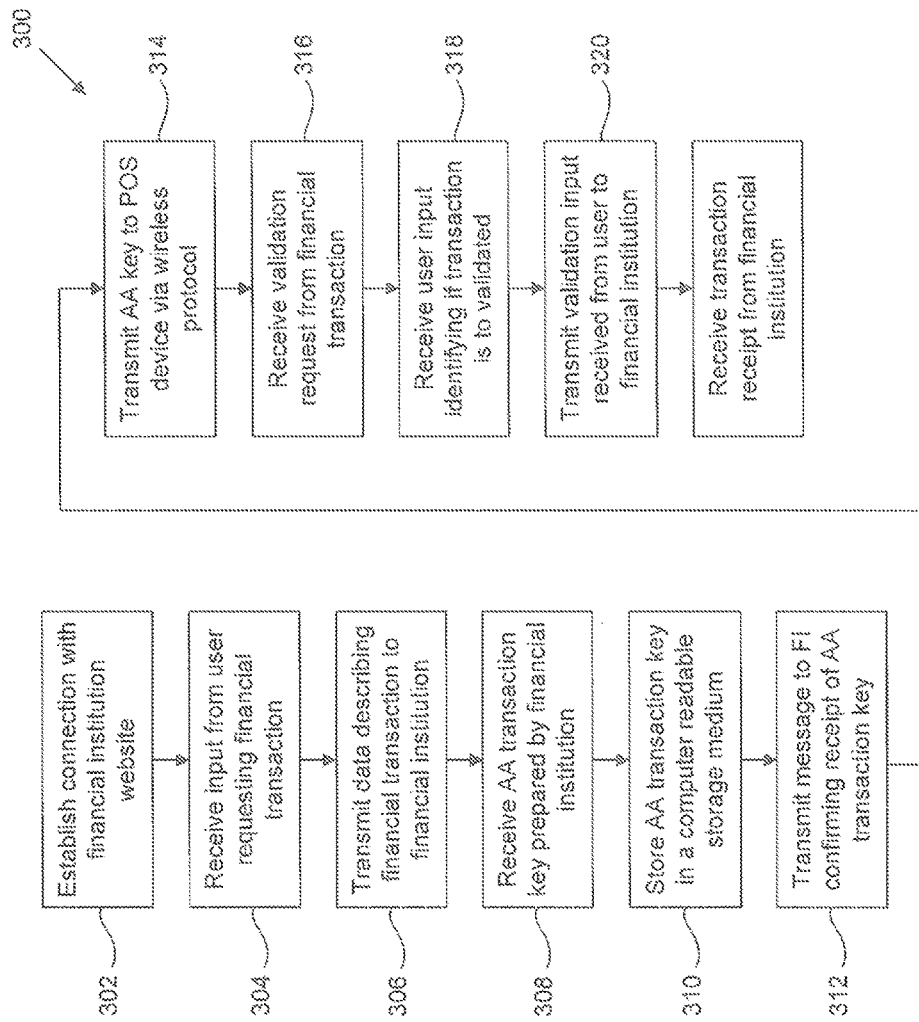 300
302
Establish connection with
financial institution
website
304
Receive input from user
requesting financial
transaction
306
Transmit data describing
financial transaction to
financial institution
308
Receive AA transaction
key prepared by financial
institution
310
Store AA transaction key
in a computer readable
storage medium
312
Transmit message to FI
confirming receipt of AA
transaction key
314
Transmit AA key to POS
device via wireless
protocol
316
Receive validation
request from financial
transaction
318
Receive user input
identifying if transaction
is to validated
320
Transmit validation input
received from user to
financial institution
Receive transaction
receipt from financial
institution